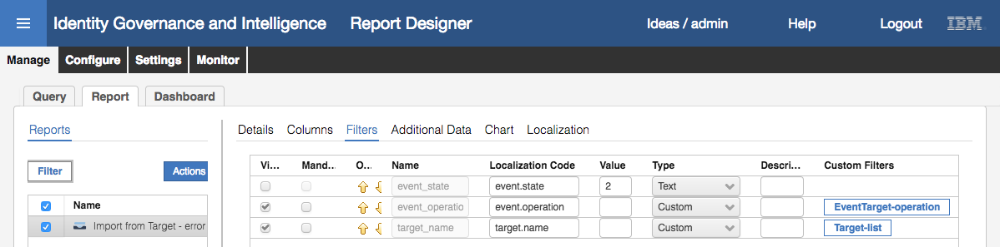 Identity Governance and Intelligence Report Designer Ideas / admin Help Logout IBM
Manage Configure Settings Monitor
Query Report Dashboard
Reports Details Columns Filters Additional Data Chart Localization
Vi... Mand... O... Name Localization Code Value Type Descri... Custom Filters
Filter Actions
event_state event.state 2 Text
Name event_operatio event.operation Custom EventTarget-operation
Import from Target - error target_name target.name Custom Target-list